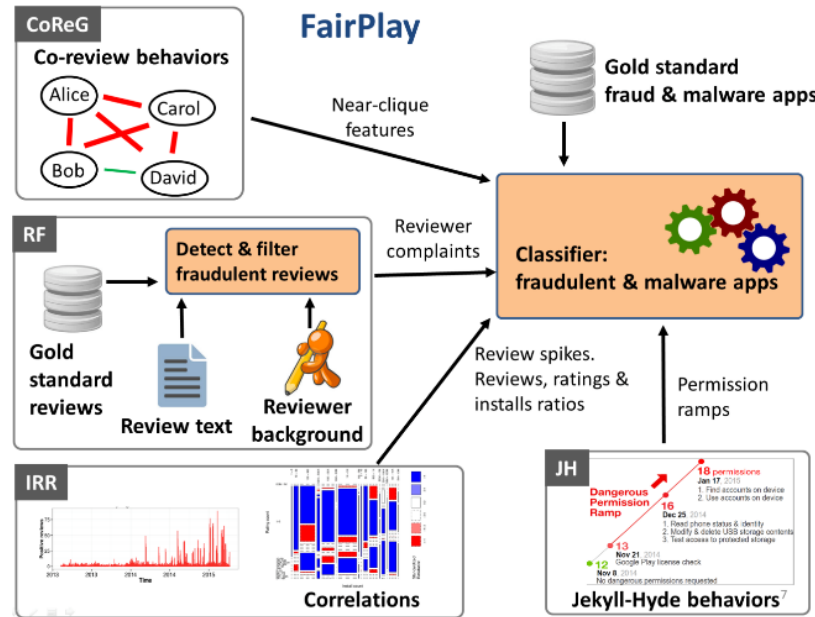 CoReG
FairPlay
Co-review behaviors
Alice
Carol
Bob
David
Near-clique
features
Gold standard
fraud & malware apps
RF
Detect & filter
fraudulent reviews
Gold
standard
reviews
Review text
Reviewer
background
Reviewer
complaints
Classifier:
fraudulent & malware apps
Review spikes.
Reviews, ratings &
installs ratios
Permission
ramps
IRR
Positive reviews
Time
Correlations
JH
Dangerous
Permission
Ramp
18 permissions
Jan 17, 2015
1. Find accounts on device
2. Use accounts on device
16
Dec 25, 2014
1. Read phone status & identity
2. Modify & delete USB storage contents
3. Test access to protected storage
13
Nov 21, 2014
Google Play license check
12
Nov 8, 2014
No dangerous permissions requested
Jekyll-Hyde behaviors
7